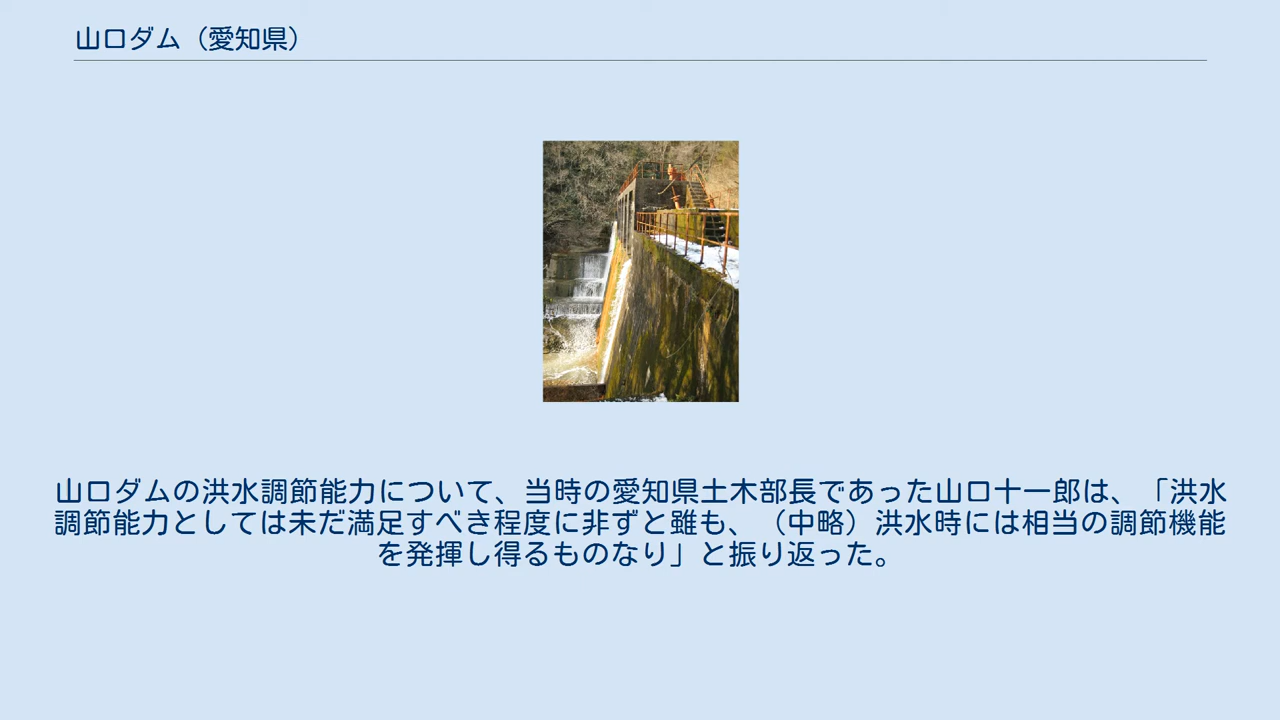 山口ダム（愛知県）
山口ダムの洪水調節能力について、当時の愛知県土木部長であった山口十一郎は、「洪水
調節能力としては未だ満足すべき程度に非ずと雖も、（中略）洪水時には相当の調節機能
を発揮し得るものなり」と振り返った。